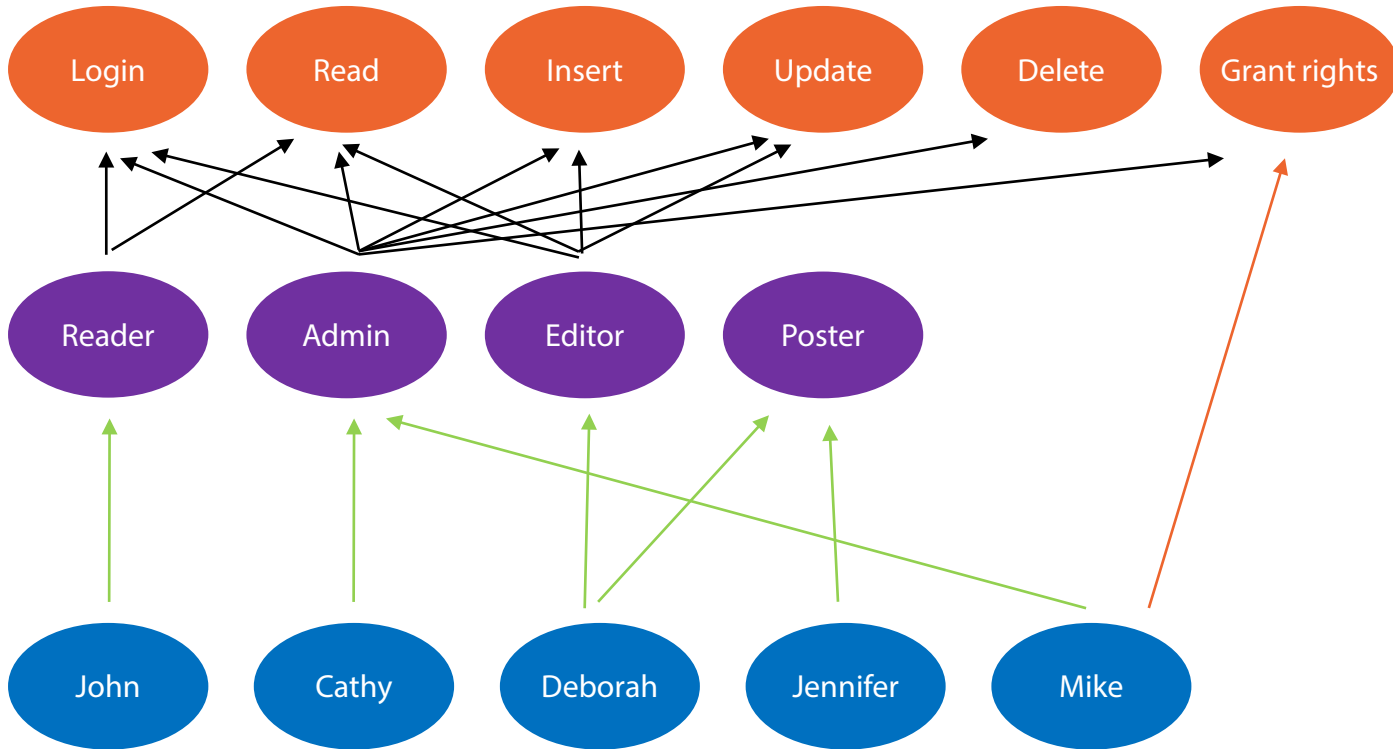 Login
Read
Insert
Update
Delete
Grant rights
Reader
Admin
Editor
Poster
John
Cathy
Deborah
Jennifer
Mike